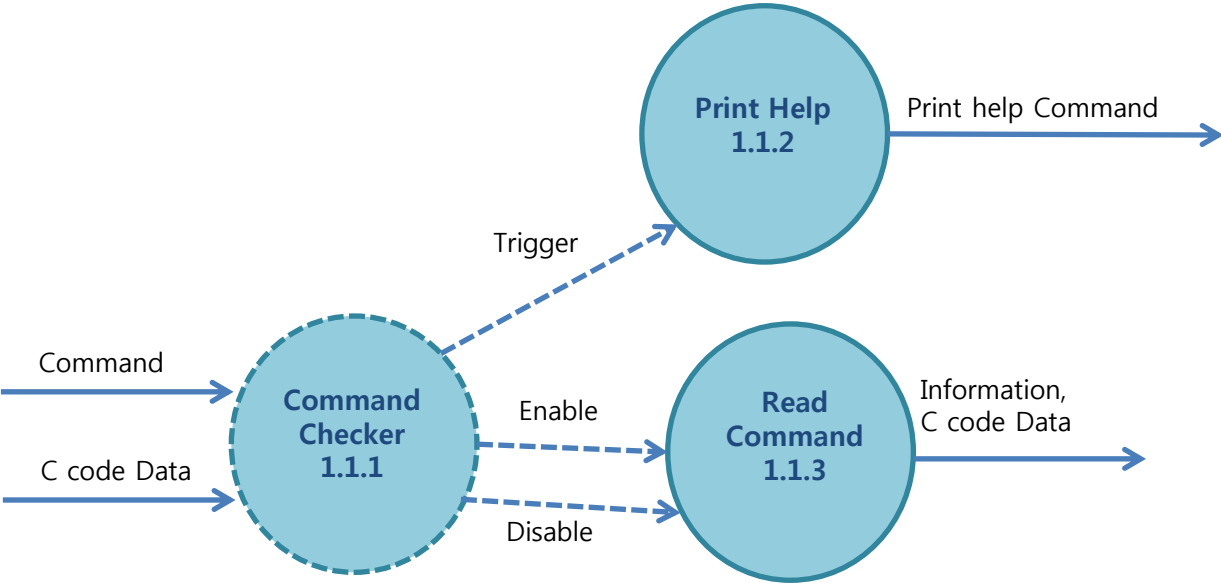 Print Help
1.1.2
Print help Command
Trigger
Command
C code Data
Command
Checker
1.1.1
Enable
Disable
Read
Command
1.1.3
Information,
C code Data